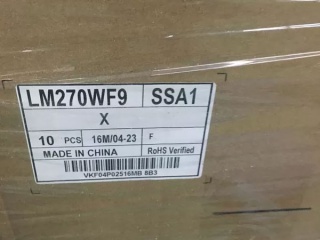 LM270WF9 SSA1
X
10 PCS 16M/04-23 F
MADE IN CHINA RoHS Verified
VKF04P02516MB 8B3